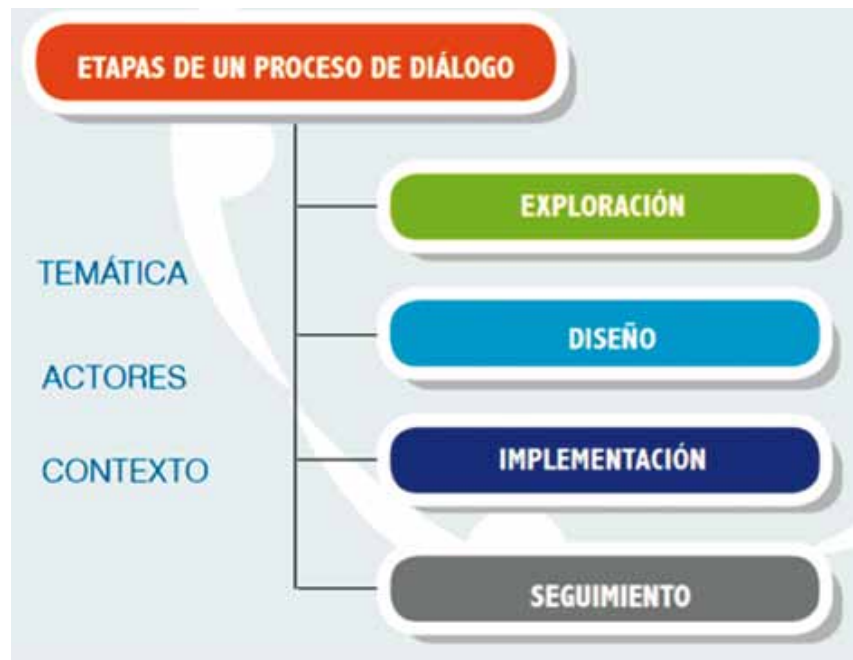 ETAPAS DE UN PROCESO DE DIÁLOGO
EXPLORACIÓN
TEMÁTICA
DISEÑO
ACTORES
IMPLEMENTACIÓN
CONTEXTO
SEGUIMIENTO